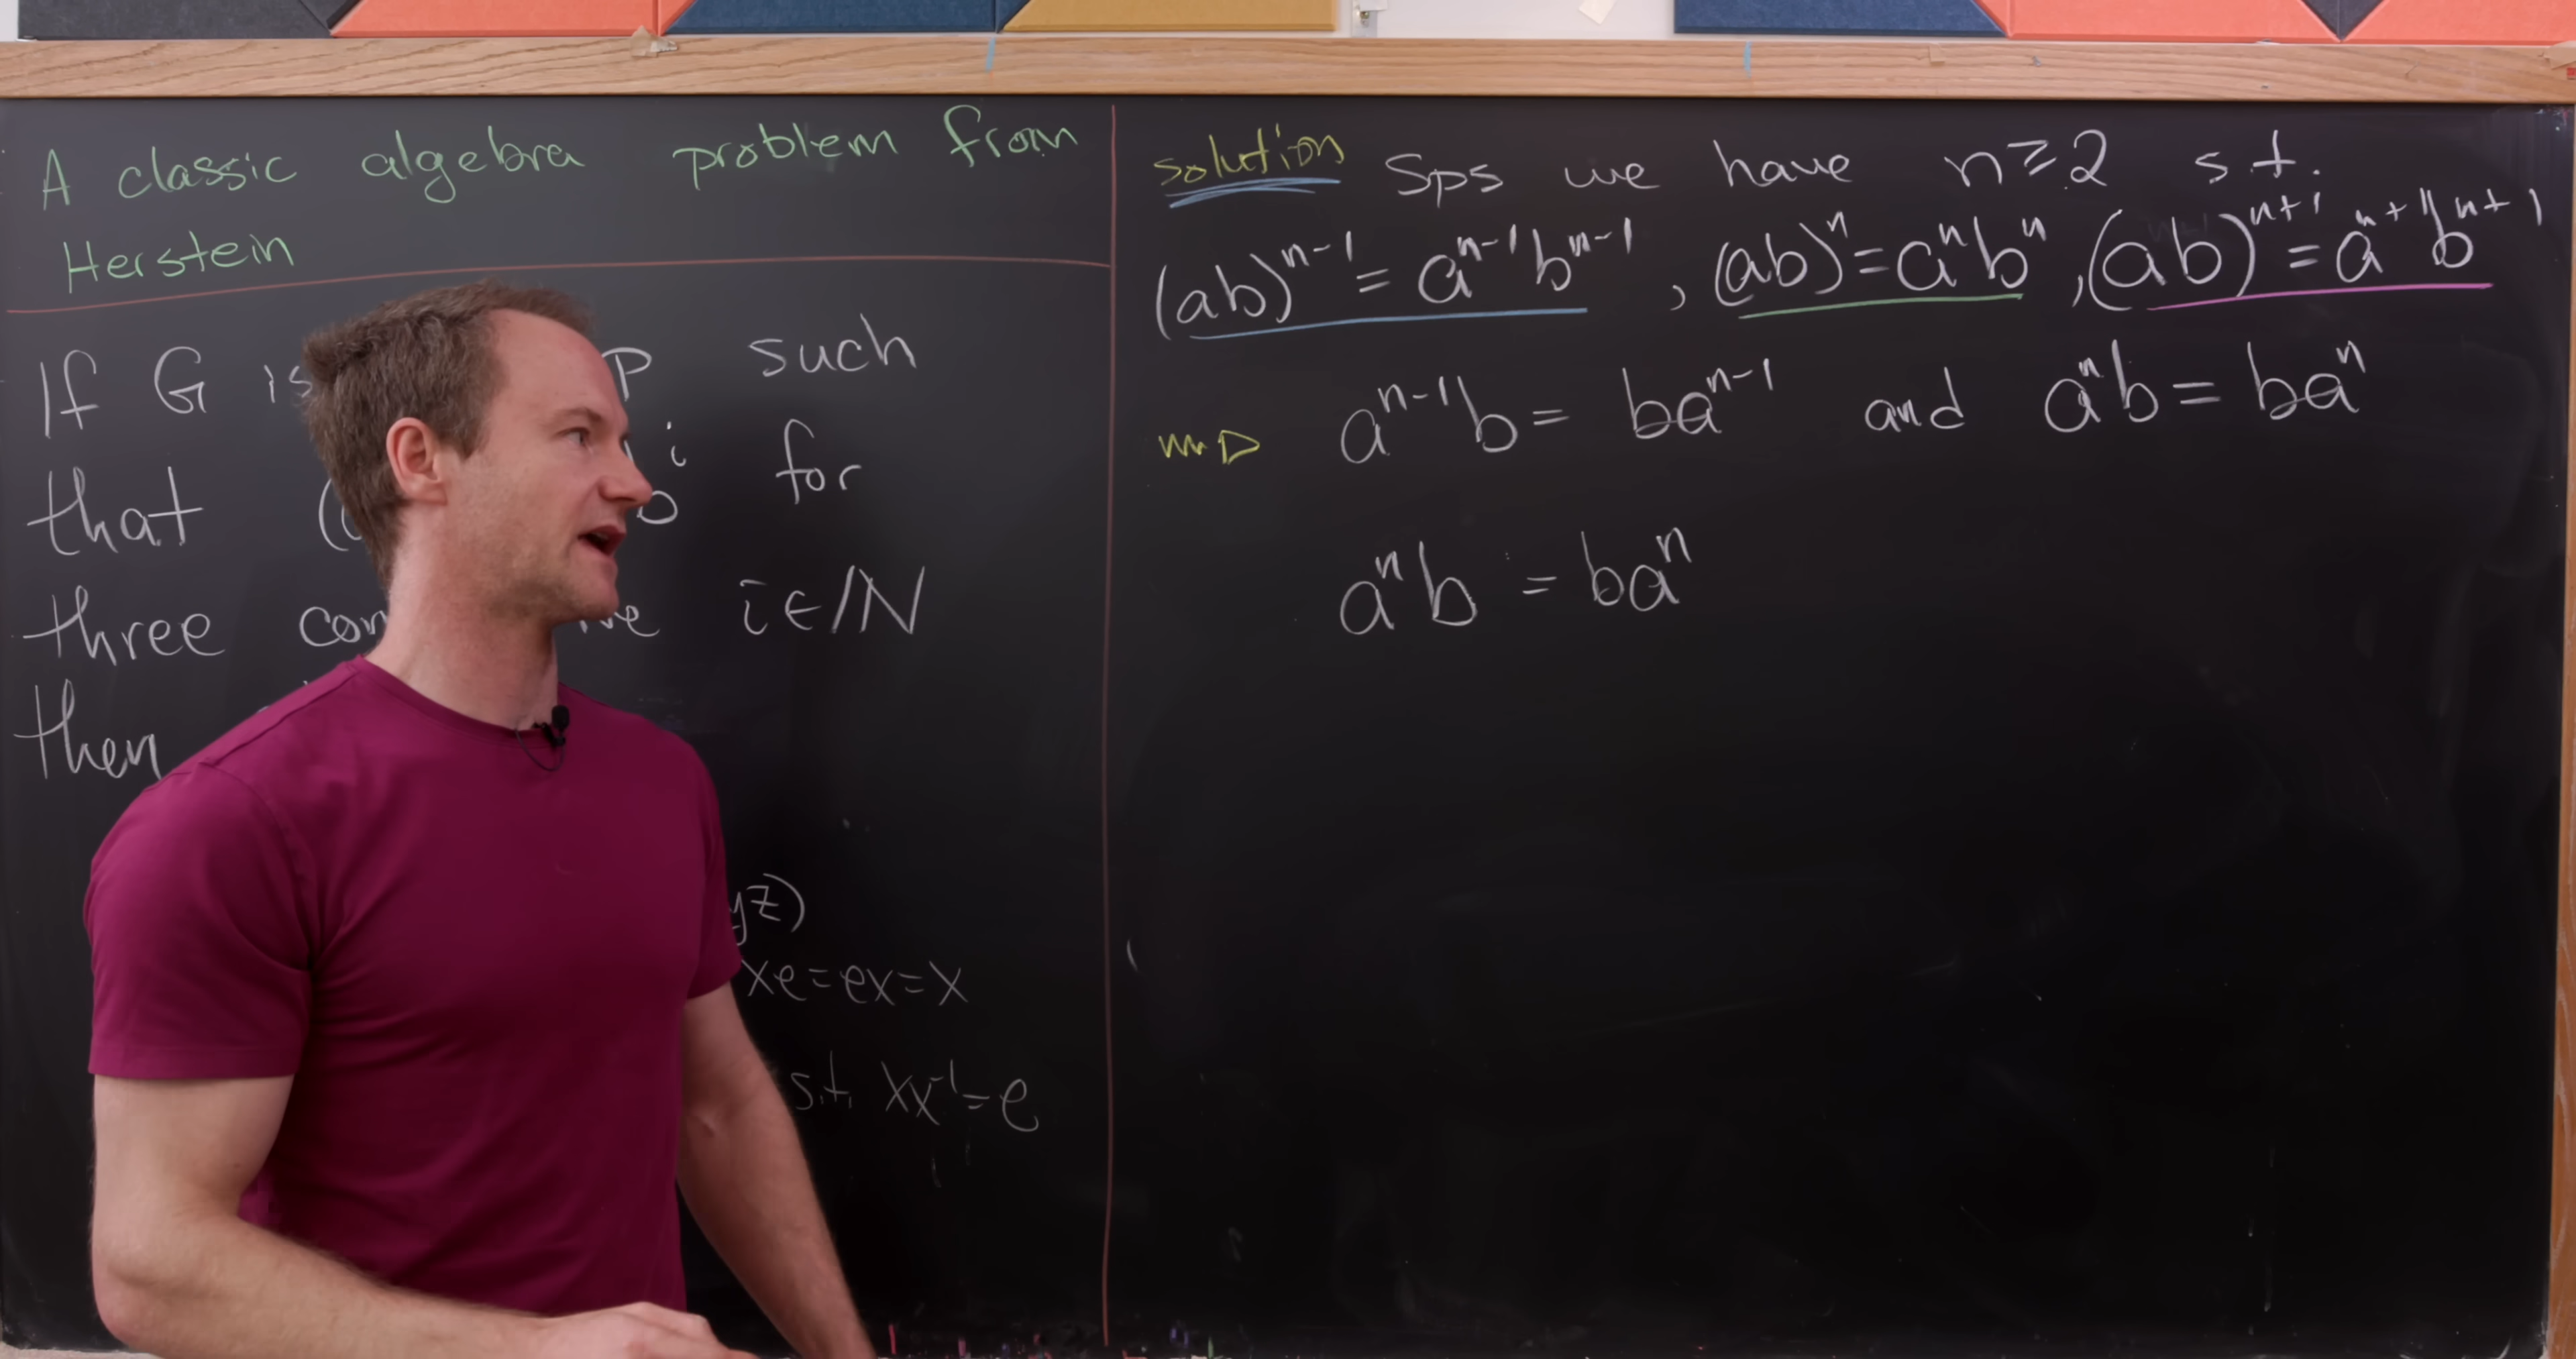 A classic algebra problem from
Herstein
If G is P such
that ( i for
three i∈ℕ
then
yz)
xe=ex=x
s.t. xx⁻¹=e
solution Sps we have n≥2 s.t.
(ab)ⁿ⁻¹=aⁿ⁻¹bⁿ⁻¹, (ab)ⁿ=aⁿbⁿ, (ab)ⁿ⁺¹=aⁿ⁺¹bⁿ⁺¹
aⁿ⁻¹b=baⁿ⁻¹ and aⁿb=baⁿ
aⁿb=baⁿ